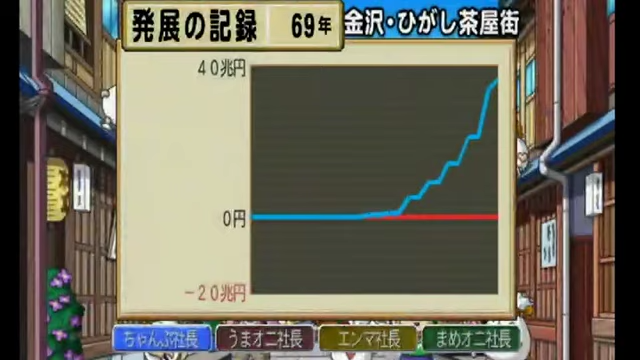 発展の記録 69年
金沢・ひがし茶屋街
40兆円
0円
-20兆円
ちゃんぷ社長 うまオニ社長 エンマ社長 まめオニ社長